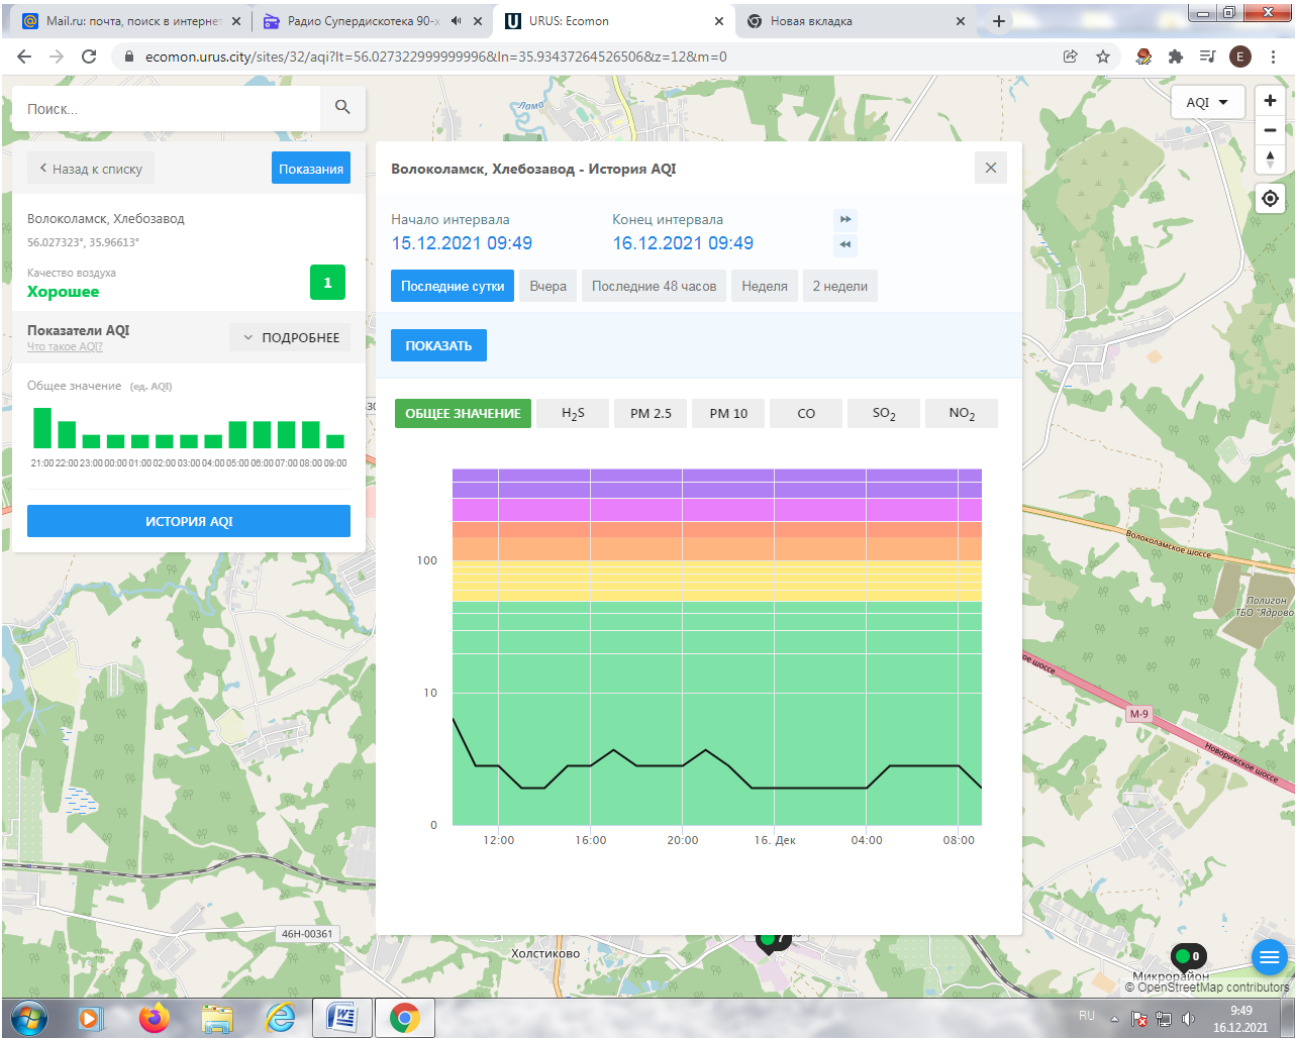 Mail.ru: почта, поиск в интернет
Радио Супердискотека 90-х
URUS: Ecomon
Новая вкладка
ecomon.urus.city/sites/32/aqi?lt=56.027322999999996&ln=35.93437264526506&z=12&m=0
E
Поиск...
AQI
Лама
Назад к списку
Показания
Волоколамск, Хлебозавод
56.027323°, 35.96613°
Качество воздуха
Хорошее
1
Показатели AQI
Что такое AQI?
ПОДРОБНЕЕ
Общее значение (ед. AQI)
21:00 22:00 23:00 00:00 01:00 02:00 03:00 04:00 05:00 06:00 07:00 08:00 09:00
ИСТОРИЯ AQI
Волоколамск, Хлебозавод - История AQI
Начало интервала
Конец интервала
15.12.2021 09:49
16.12.2021 09:49
Последние сутки
Вчера
Последние 48 часов
Неделя
2 недели
ПОКАЗАТЬ
ОБЩЕЕ ЗНАЧЕНИЕ
H2S
PM 2.5
PM 10
CO
SO2
NO2
100
10
0
12:00
16:00
20:00
16. Дек
04:00
08:00
Волоколамское шоссе
Полигон
ТБО "Ядрово
М-9
Новорижское шоссе
46Н-00361
Холстиково
7
0
Микрорайон
© OpenStreetMap contributors
RU
9:49
16.12.2021